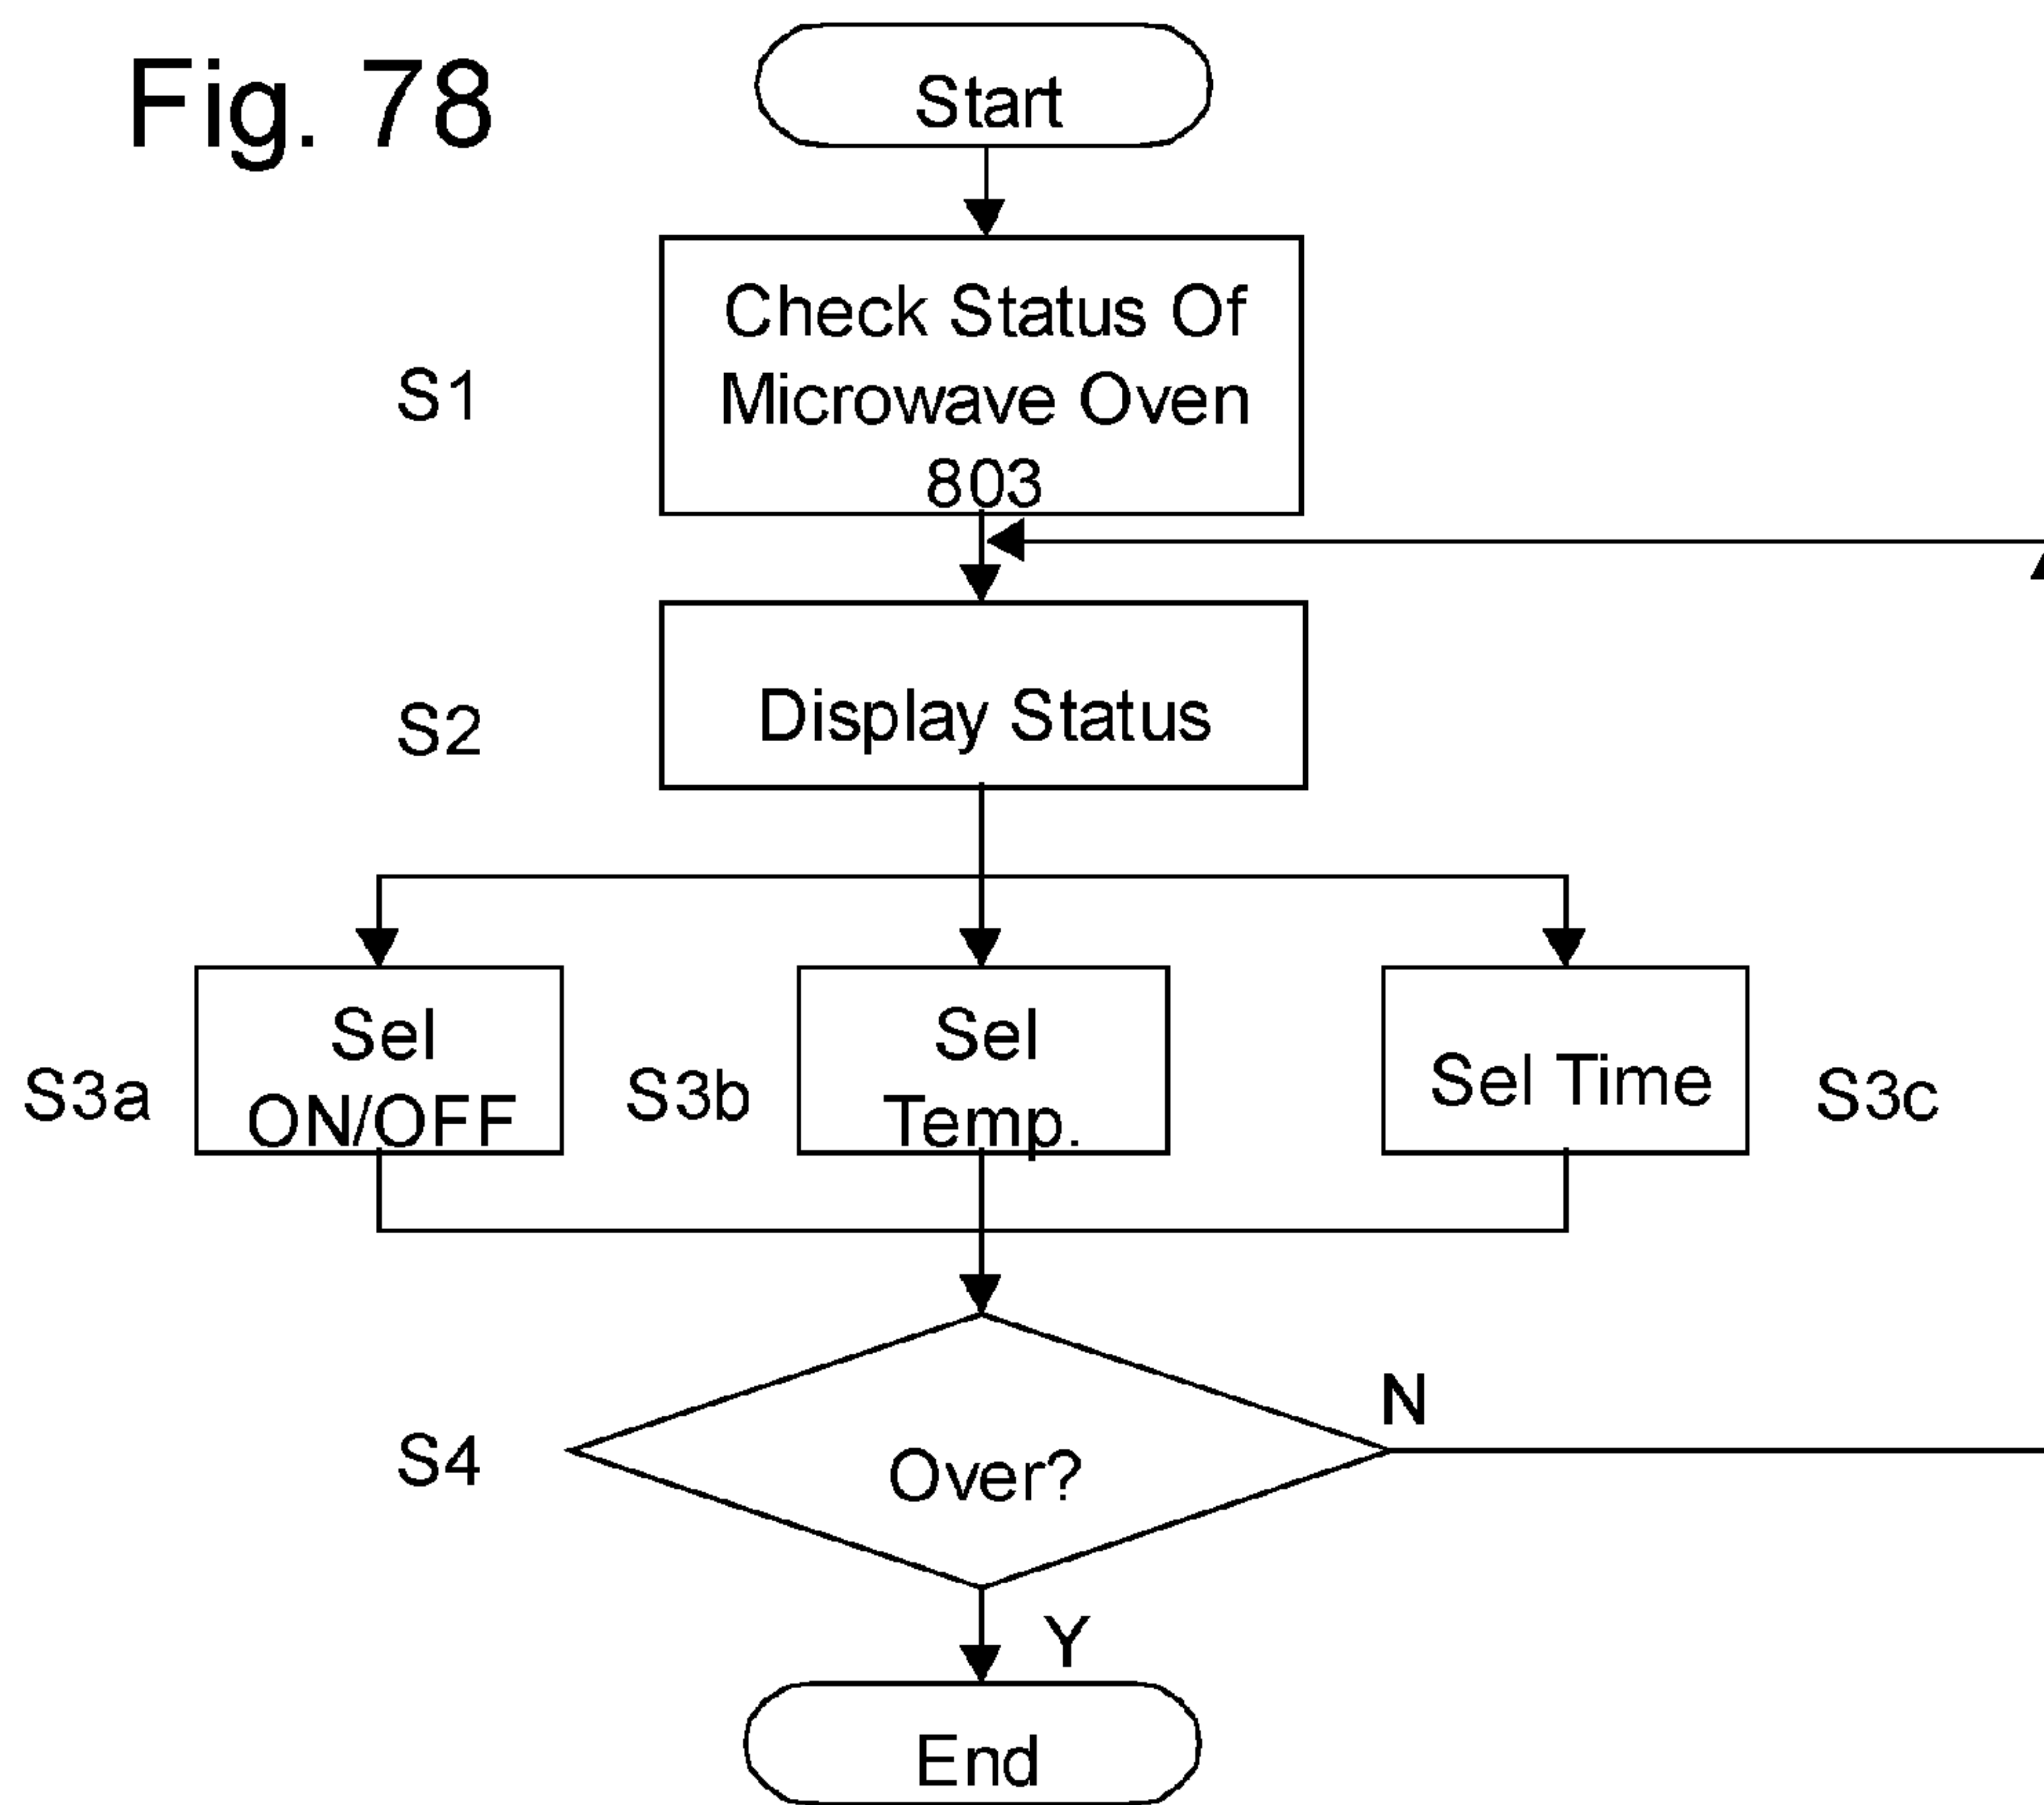 Fig. 78
Start
S1
Check Status Of
Microwave Oven
803
S2
Display Status
S3a
Sel
ON/OFF
S3b
Sel
Temp.
Sel Time
S3c
S4
Over?
N
Y
End